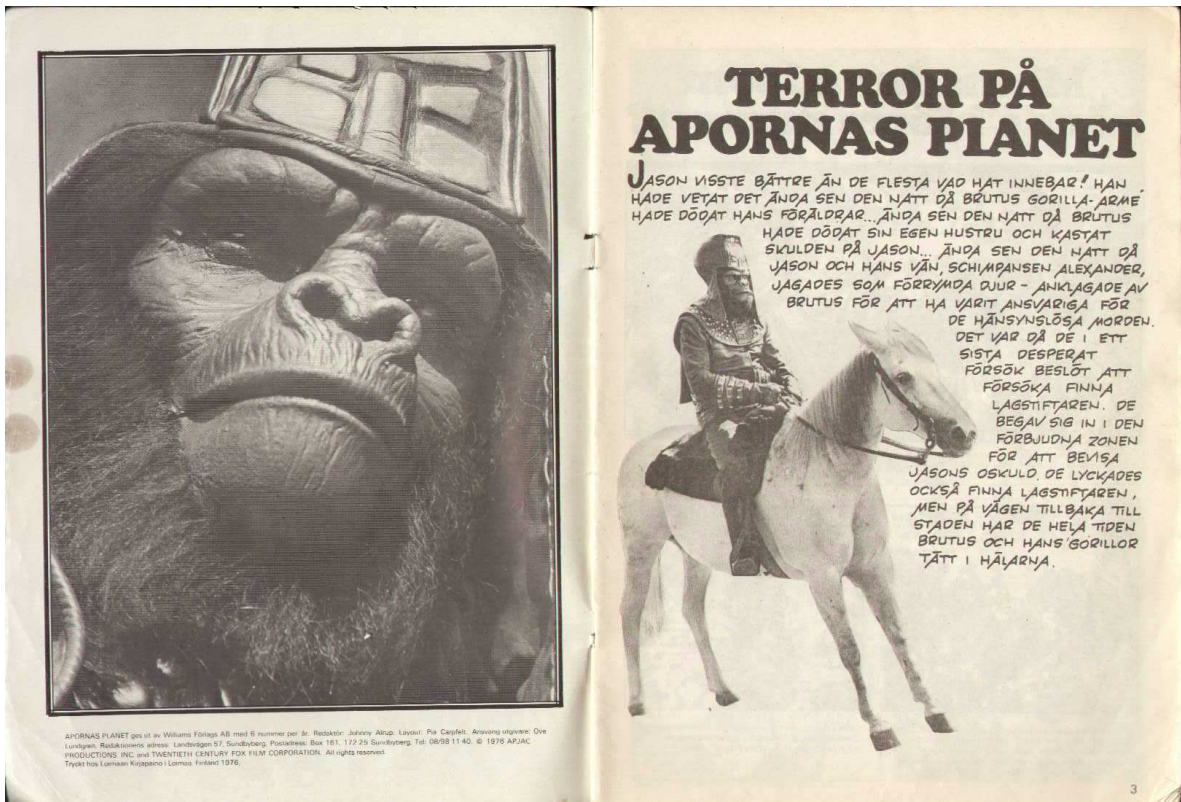 APORNAS PLANET ges ut av Williams Förlags AB med 6 nummer per år. Redaktör: Johnny Alrup. Layout: Pia Carpfelt. Ansvarig utgivare: Ove
Lundgren. Redaktionens adress: Landsvägen 57, Sundbyberg. Postadress: Box 161, 172 25 Sundbyberg. Tel: 08/98 11 40. © 1976 APJAC
PRODUCTIONS INC. and TWENTIETH CENTURY FOX FILM CORPORATION. All rights reserved.
Tryckt hos Loimaan Kirjapaino i Loimaa, Finland 1976.
TERROR PÅ
APORNAS PLANET
JASON VISSTE BÄTTRE ÄN DE FLESTA VAD HAT INNEBAR! HAN
HADE VETAT DET ÄNDA SEN DEN NATT DÅ BRUTUS GORILLA-ARMÉ
HADE DÖDAT HANS FÖRÄLDRAR... ÄNDA SEN DEN NATT DÅ BRUTUS
HADE DÖDAT SIN EGEN HUSTRU OCH KASTAT
SKULDEN PÅ JASON... ÄNDA SEN DEN NATT DÅ
JASON OCH HANS VÄN, SCHIMPANSEN ALEXANDER,
JAGADES SOM FÖRRYMDA DJUR - ANKLAGADE AV
BRUTUS FÖR ATT HA VARIT ANSVARIGA FÖR
DE HÄNSYNSLÖSA MORDEN.
DET VAR DÅ DE I ETT
SISTA DESPERAT
FÖRSÖK BESLÖT ATT
FÖRSÖKA FINNA
LAGSTIFTAREN. DE
BEGAV SIG IN I DEN
FÖRBJUDNA ZONEN
FÖR ATT BEVISA
JASONS OSKULD. DE LYCKADES
OCKSÅ FINNA LAGSTIFTAREN,
MEN PÅ VÄGEN TILLBAKA TILL
STADEN HAR DE HELA TIDEN
BRUTUS OCH HANS GORILLOR
TÄTT I HÄLARNA.
3